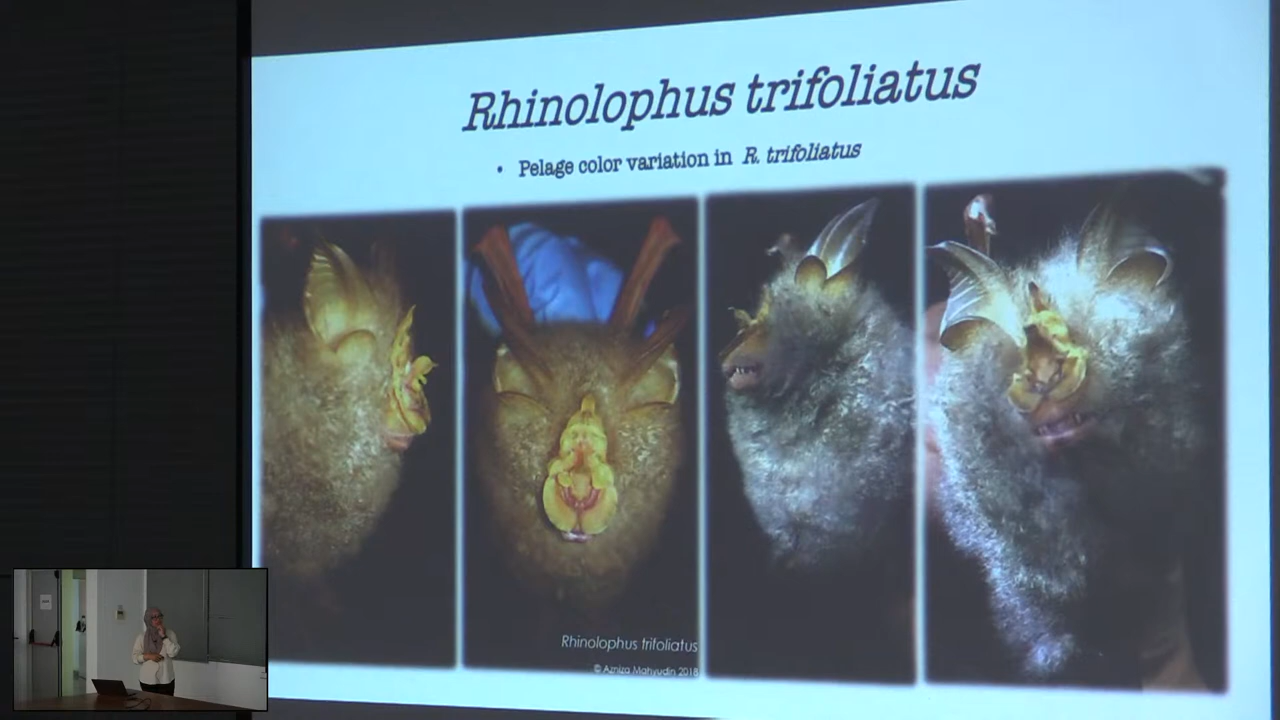 Rhinolophus trifoliatus
• Pelage color variation in R. trifoliatus
Rhinolophus trifoliatus
© Azniza Mahyudin 2018